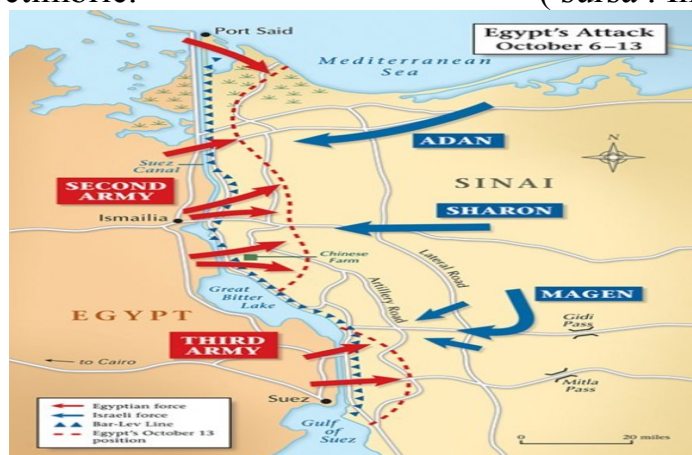 ( sursa : In
Port Said
Egypt's Attack
October 6–13
Mediterranean
Sea
ADAN
N
Suez
Canal
SINAI
SECOND
ARMY
SHARON
Ismailia
Chinese
Farm
Lateral Road
Artillery Road
Great
Bitter
Lake
MAGEN
EGYPT
Gidi
Pass
THIRD
ARMY
to Cairo
Mitla
Pass
Suez
Egyptian force
Israeli force
Bar-Lev Line
Egypt's October 13
position
Gulf
of
Suez
0 20 miles